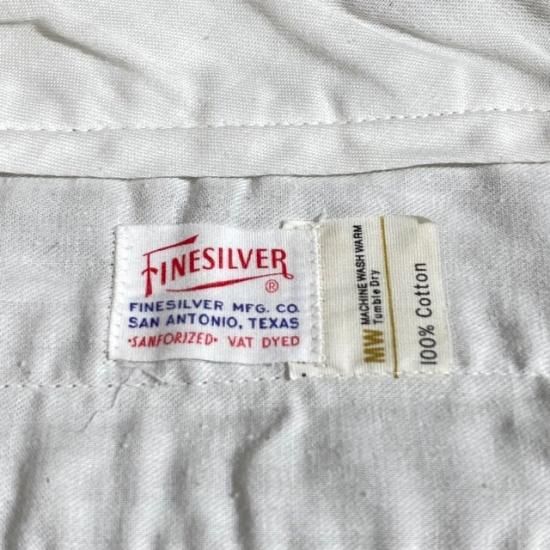 FINESILVER
®
FINESILVER MFG. CO.
SAN ANTONIO, TEXAS
·SANFORIZED· VAT DYED
MW
MACHINE WASH WARM
Tumble Dry
100% Cotton